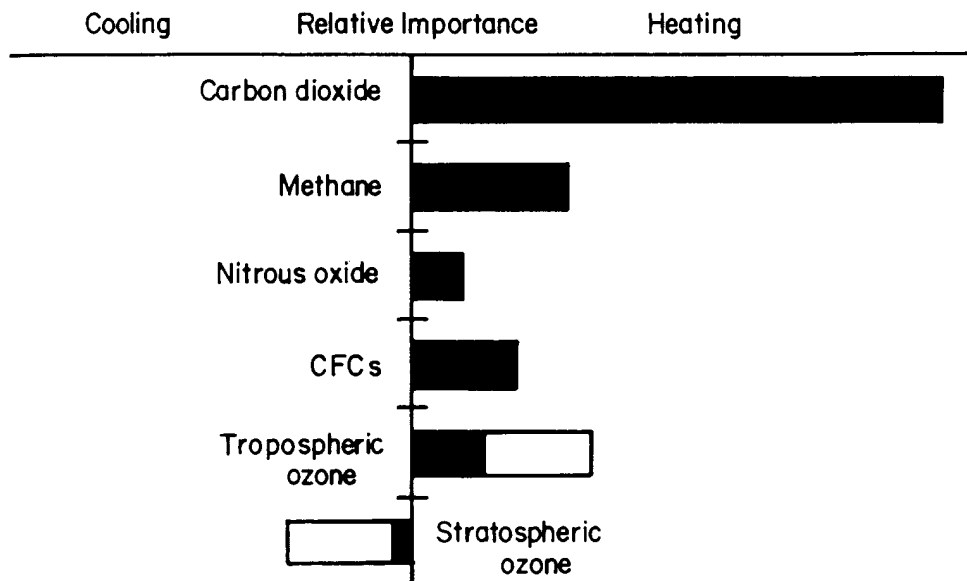 Cooling
Relative Importance
Heating
Carbon dioxide
Methane
Nitrous oxide
CFCs
Tropospheric
ozone
Stratospheric
ozone